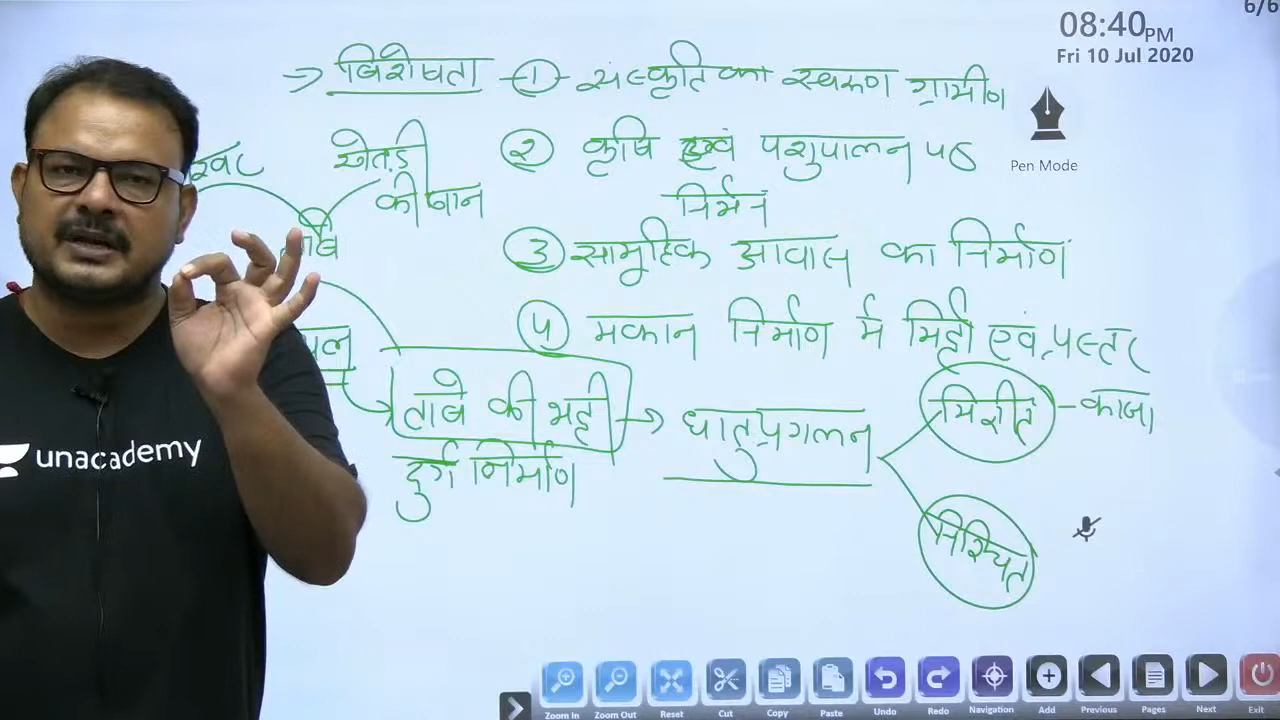 6/6
08:40PM
Fri 10 Jul 2020
→ विशेषता – ① – संस्कृति का स्वरूप ग्रामीण
खेतड़ी
की खान
② कृषि एवं पशुपालन पर
निर्भर
③ सामूहिक आवास का निर्माण
④ मकान निर्माण में मिट्टी एवं पत्थर
तांबे की भट्टी → धातुप्रगलन
दुर्ग निर्माण
Pen Mode
unacademy
Zoom In Zoom Out Reset Cut Copy Paste Undo Redo Navigation Add Previous Pages Next Exit